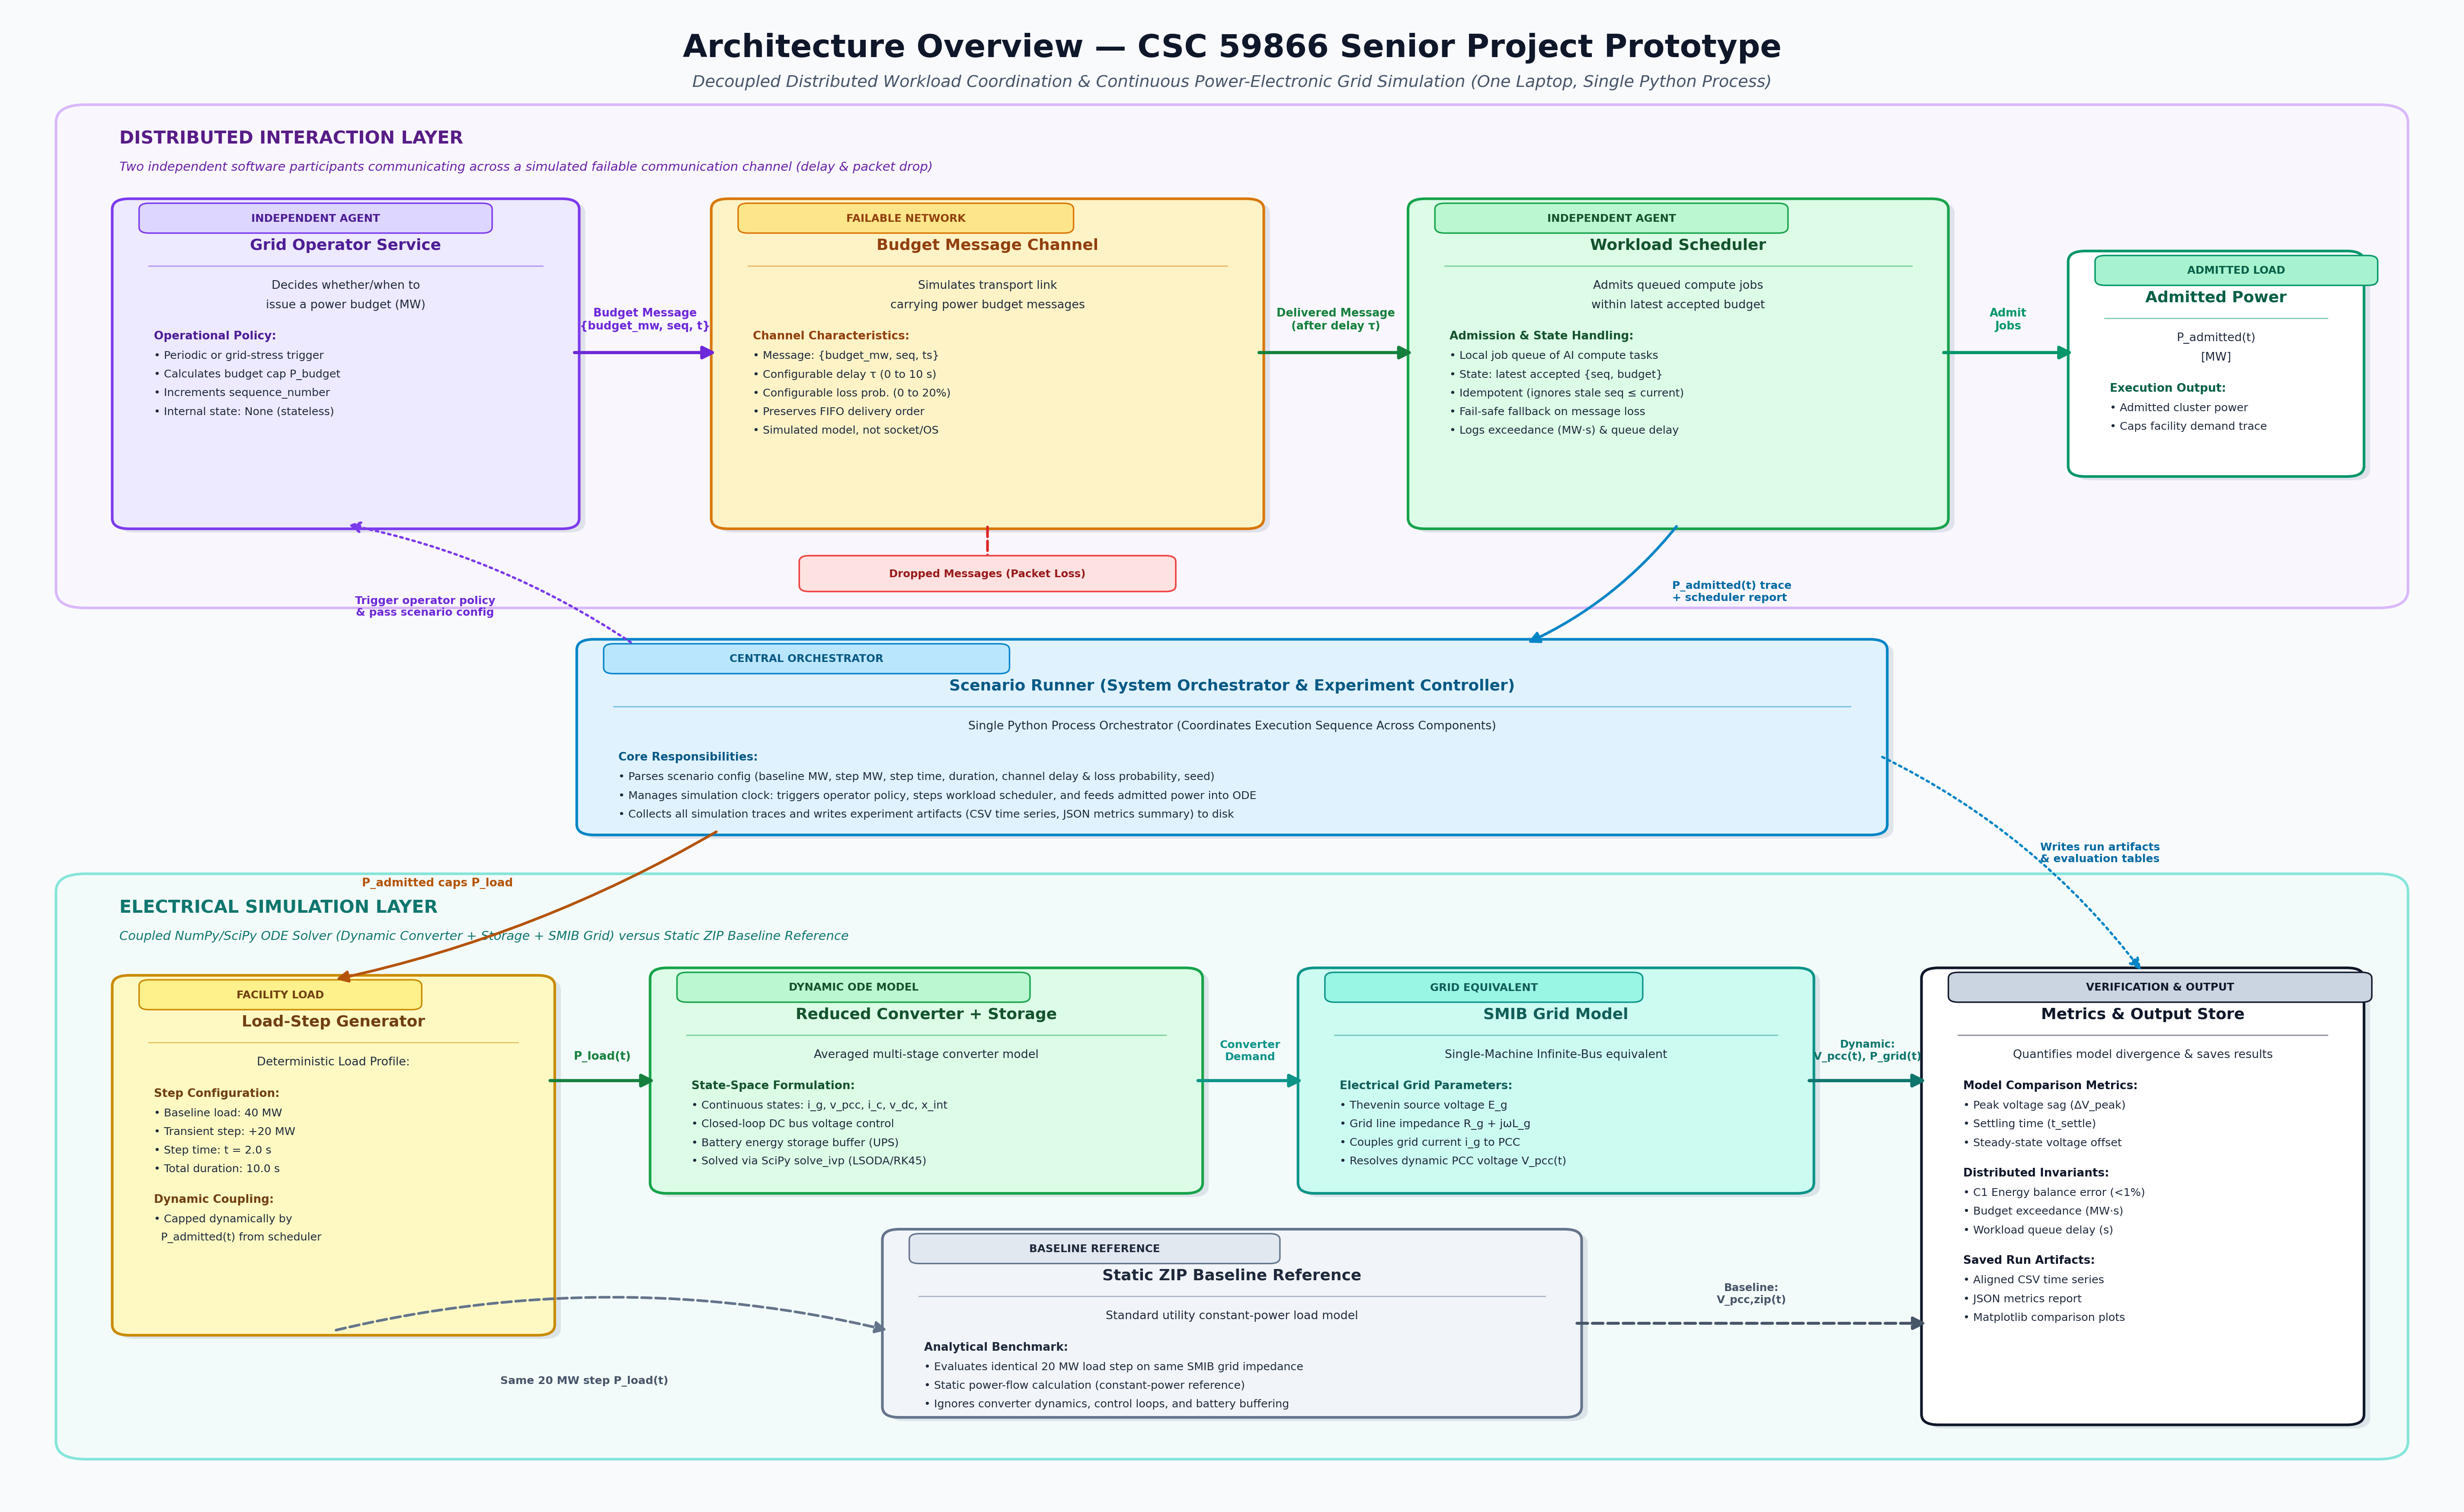 Architecture Overview — CSC 59866 Senior Project Prototype
Decoupled Distributed Workload Coordination & Continuous Power-Electronic Grid Simulation (One Laptop, Single Python Process)
DISTRIBUTED INTERACTION LAYER
Two independent software participants communicating across a simulated failable communication channel (delay & packet drop)
INDEPENDENT AGENT
Grid Operator Service
Decides whether/when to
issue a power budget (MW)
Operational Policy:
• Periodic or grid-stress trigger
• Calculates budget cap P_budget
• Increments sequence_number
• Internal state: None (stateless)
Budget Message
{budget_mw, seq, t}
FAILABLE NETWORK
Budget Message Channel
Simulates transport link
carrying power budget messages
Channel Characteristics:
• Message: {budget_mw, seq, ts}
• Configurable delay τ (0 to 10 s)
• Configurable loss prob. (0 to 20%)
• Preserves FIFO delivery order
• Simulated model, not socket/OS
Dropped Messages (Packet Loss)
Delivered Message
(after delay τ)
INDEPENDENT AGENT
Workload Scheduler
Admits queued compute jobs
within latest accepted budget
Admission & State Handling:
• Local job queue of AI compute tasks
• State: latest accepted {seq, budget}
• Idempotent (ignores stale seq ≤ current)
• Fail-safe fallback on message loss
• Logs exceedance (MW·s) & queue delay
Admit
Jobs
ADMITTED LOAD
Admitted Power
P_admitted(t)
[MW]
Execution Output:
• Admitted cluster power
• Caps facility demand trace
Trigger operator policy
& pass scenario config
P_admitted(t) trace
+ scheduler report
CENTRAL ORCHESTRATOR
Scenario Runner (System Orchestrator & Experiment Controller)
Single Python Process Orchestrator (Coordinates Execution Sequence Across Components)
Core Responsibilities:
• Parses scenario config (baseline MW, step MW, step time, duration, channel delay & loss probability, seed)
• Manages simulation clock: triggers operator policy, steps workload scheduler, and feeds admitted power into ODE
• Collects all simulation traces and writes experiment artifacts (CSV time series, JSON metrics summary) to disk
Writes run artifacts
& evaluation tables
P_admitted caps P_load
ELECTRICAL SIMULATION LAYER
Coupled NumPy/SciPy ODE Solver (Dynamic Converter + Storage + SMIB Grid) versus Static ZIP Baseline Reference
FACILITY LOAD
Load-Step Generator
Deterministic Load Profile:
Step Configuration:
• Baseline load: 40 MW
• Transient step: +20 MW
• Step time: t = 2.0 s
• Total duration: 10.0 s
Dynamic Coupling:
• Capped dynamically by
P_admitted(t) from scheduler
P_load(t)
DYNAMIC ODE MODEL
Reduced Converter + Storage
Averaged multi-stage converter model
State-Space Formulation:
• Continuous states: i_g, v_pcc, i_c, v_dc, x_int
• Closed-loop DC bus voltage control
• Battery energy storage buffer (UPS)
• Solved via SciPy solve_ivp (LSODA/RK45)
Converter
Demand
GRID EQUIVALENT
SMIB Grid Model
Single-Machine Infinite-Bus equivalent
Electrical Grid Parameters:
• Thevenin source voltage E_g
• Grid line impedance R_g + jωL_g
• Couples grid current i_g to PCC
• Resolves dynamic PCC voltage V_pcc(t)
Dynamic:
V_pcc(t), P_grid(t)
VERIFICATION & OUTPUT
Metrics & Output Store
Quantifies model divergence & saves results
Model Comparison Metrics:
• Peak voltage sag (ΔV_peak)
• Settling time (t_settle)
• Steady-state voltage offset
Distributed Invariants:
• C1 Energy balance error (<1%)
• Budget exceedance (MW·s)
• Workload queue delay (s)
Saved Run Artifacts:
• Aligned CSV time series
• JSON metrics report
• Matplotlib comparison plots
BASELINE REFERENCE
Static ZIP Baseline Reference
Standard utility constant-power load model
Analytical Benchmark:
• Evaluates identical 20 MW load step on same SMIB grid impedance
• Static power-flow calculation (constant-power reference)
• Ignores converter dynamics, control loops, and battery buffering
Baseline:
V_pcc,zip(t)
Same 20 MW step P_load(t)